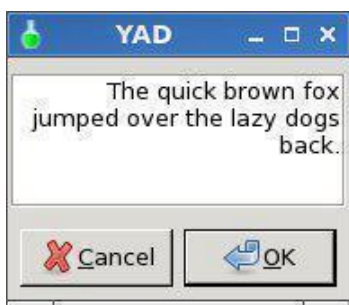 YAD
The quick brown fox
jumped over the lazy dogs
back.
Cancel
OK